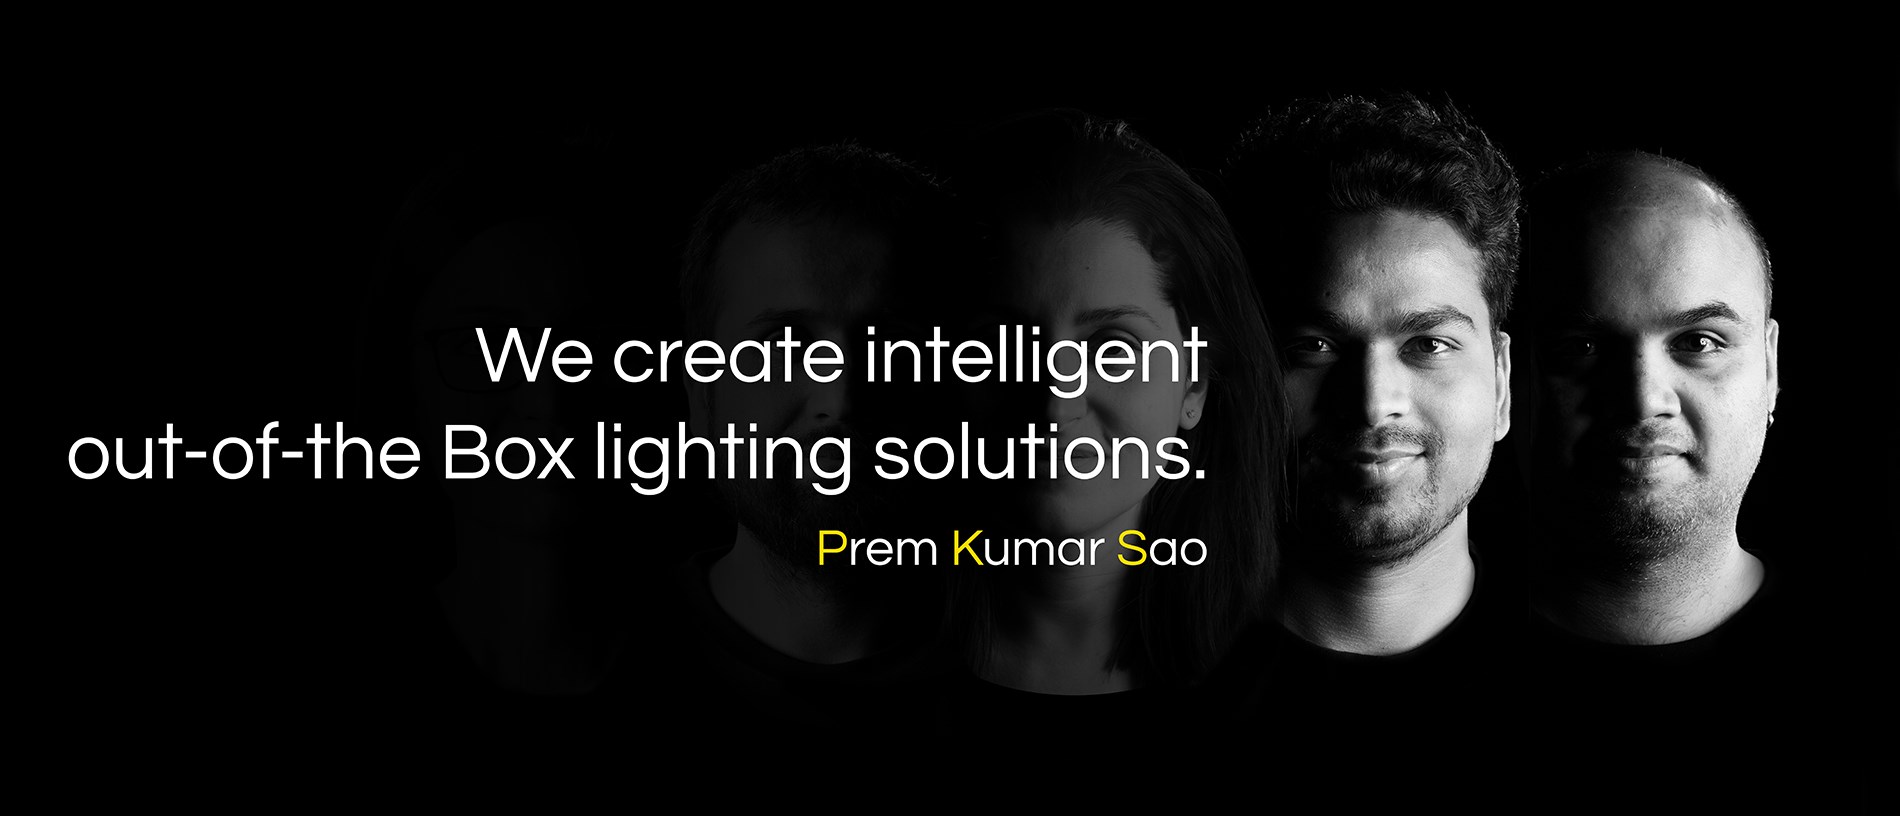 We create intelligent
out-of-the Box lighting solutions.
Prem Kumar Sao